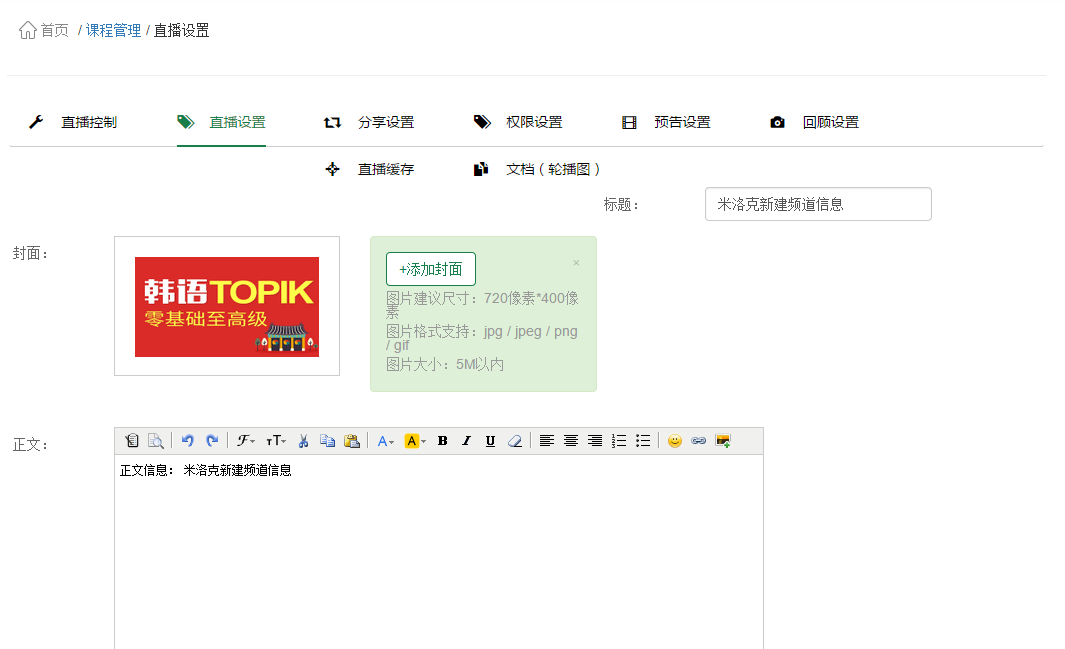 首页 / 课程管理 / 直播设置
直播控制 直播设置 分享设置 权限设置 预告设置 回顾设置
直播缓存 文档（轮播图）
标题： 米洛克新建频道信息
封面：
韩语TOPIK
零基础至高级
+添加封面 ×
图片建议尺寸：720像素*400像
素
图片格式支持：jpg / jpeg / png
/ gif
图片大小：5M以内
正文：
正文信息： 米洛克新建频道信息